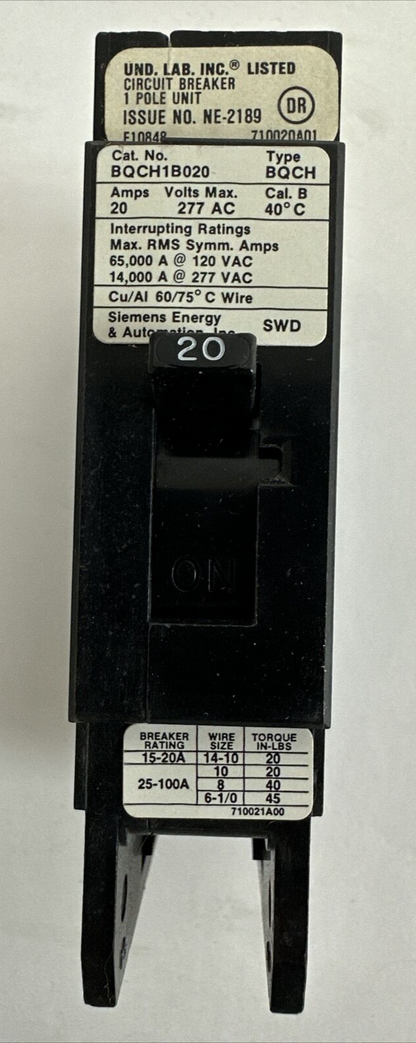 UND. LAB. INC.® LISTED
CIRCUIT BREAKER
1 POLE UNIT
DR
ISSUE NO. NE-2189
E10848 710020A01
Cat. No. Type
BQCH1B020 BQCH
Amps Volts Max. Cal. B
20 277 AC 40°C
Interrupting Ratings
Max. RMS Symm. Amps
65,000 A @ 120 VAC
14,000 A @ 277 VAC
Cu/Al 60/75°C Wire
Siemens Energy
& Automation, Inc. SWD
20
ON
BREAKER WIRE TORQUE
RATING SIZE IN-LBS
15-20A 14-10 20
10 20
25-100A 8 40
6-1/0 45
710021A00